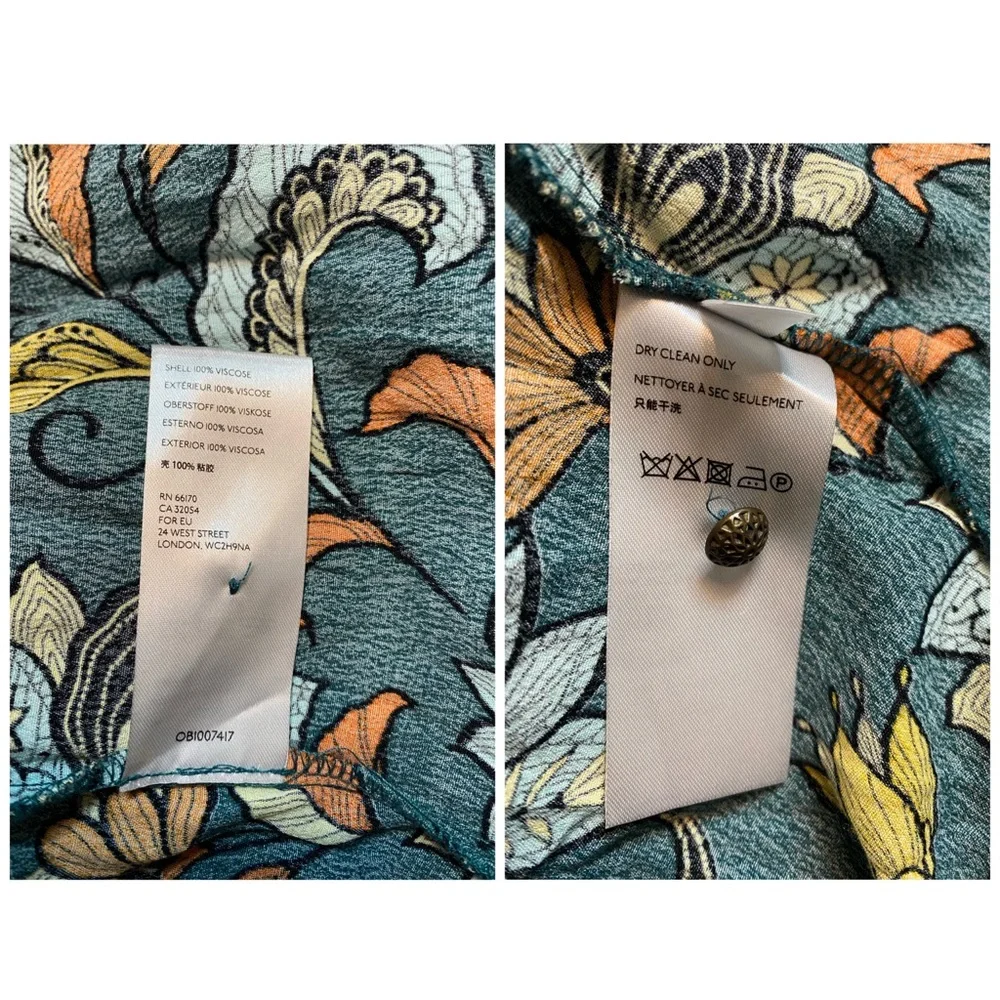 SHELL 100% VISCOSE
EXTÉRIEUR 100% VISCOSE
OBERSTOFF 100% VISKOSE
ESTERNO 100% VISCOSA
EXTERIOR 100% VISCOSA
壳 100% 粘胶
RN 66170
CA 32054
FOR EU
24 WEST STREET
LONDON, WC2H9NA
OB1007417
DRY CLEAN ONLY
NETTOYER À SEC SEULEMENT
只能干洗
P